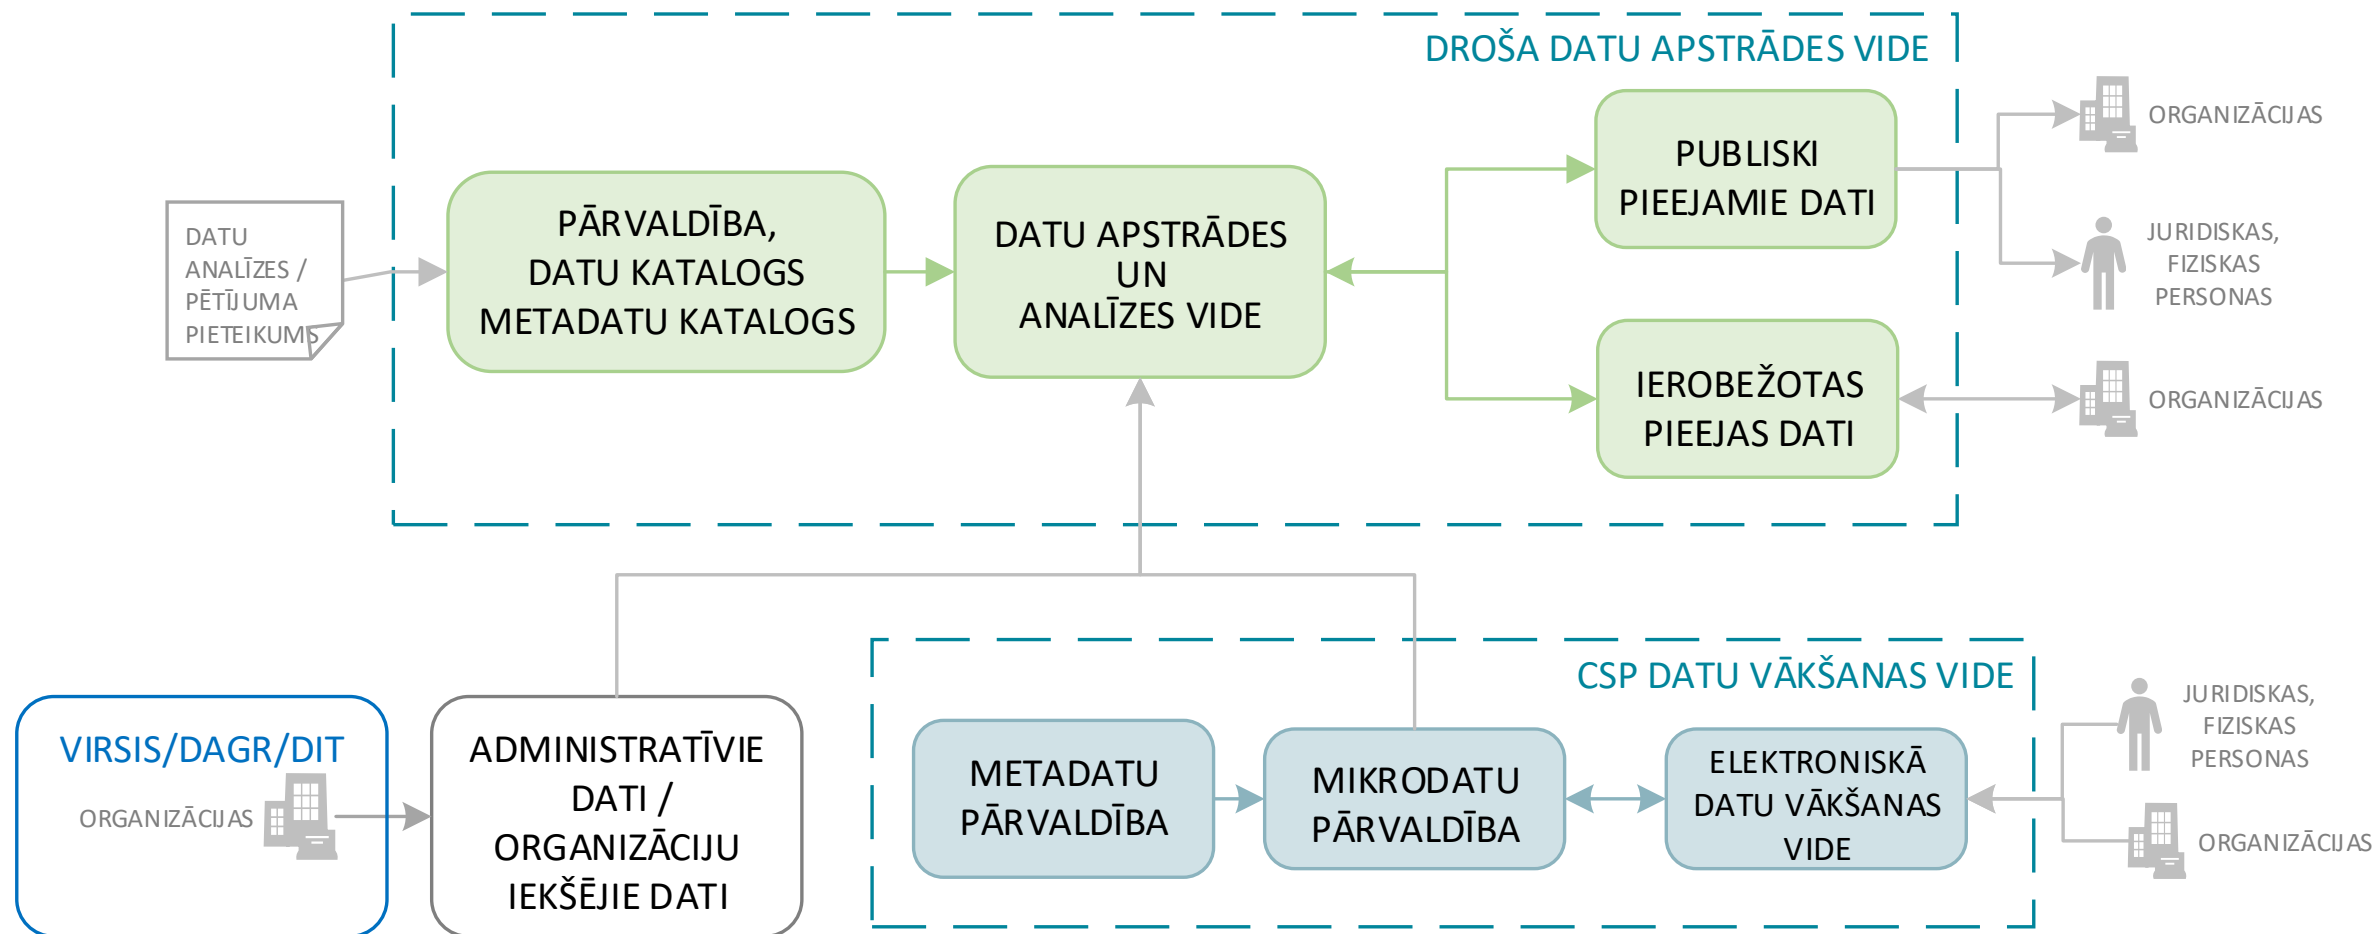 DROŠA DATU APSTRĀDES VIDE
DATU
ANALĪZES /
PĒTĪJUMA
PIETEIKUMS
PĀRVALDĪBA,
DATU KATALOGS
METADATU KATALOGS
DATU APSTRĀDES
UN
ANALĪZES VIDE
PUBLISKI
PIEEJAMIE DATI
IEROBEŽOTAS
PIEEJAS DATI
ORGANIZĀCIJAS
JURIDISKAS,
FIZISKAS
PERSONAS
ORGANIZĀCIJAS
VIRSIS/DAGR/DIT
ORGANIZĀCIJAS
ADMINISTRATĪVIE
DATI /
ORGANIZĀCIJU
IEKŠĒJIE DATI
CSP DATU VĀKŠANAS VIDE
METADATU
PĀRVALDĪBA
MIKRODATU
PĀRVALDĪBA
ELEKTRONISKĀ
DATU VĀKŠANAS
VIDE
JURIDISKAS,
FIZISKAS
PERSONAS
ORGANIZĀCIJAS